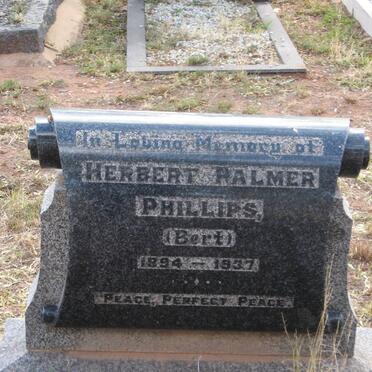 In Loving Memory of
HERBERT PALMER
PHILLIPS,
(Bert)
1894 — 1937
.....
PEACE, PERFECT PEACE.